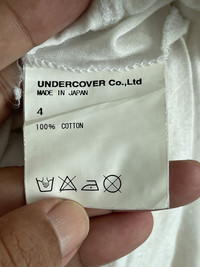 UNDERCOVER Co.,Ltd
MADE IN JAPAN
4
100% COTTON